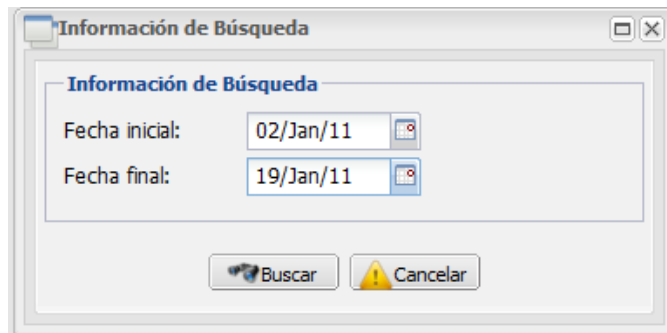 Información de Búsqueda
Información de Búsqueda
Fecha inicial: 02/Jan/11
Fecha final: 19/Jan/11
Buscar Cancelar